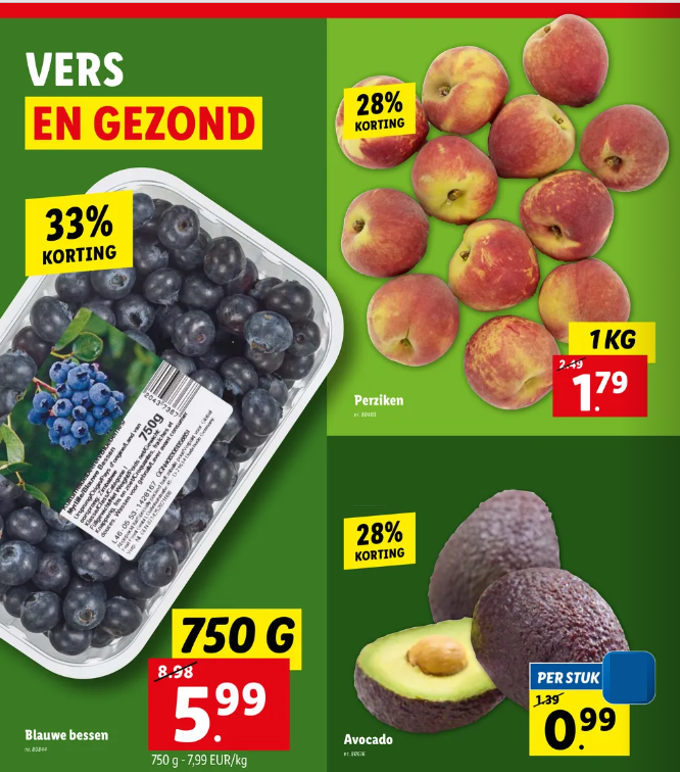 VERS
EN GEZOND
33%
KORTING
750g
750 G
8.98
5.99
750 g - 7,99 EUR/kg
Blauwe bessen
28%
KORTING
1 KG
2.49
1.79
Perziken
28%
KORTING
PER STUK
1.39
0.99
Avocado